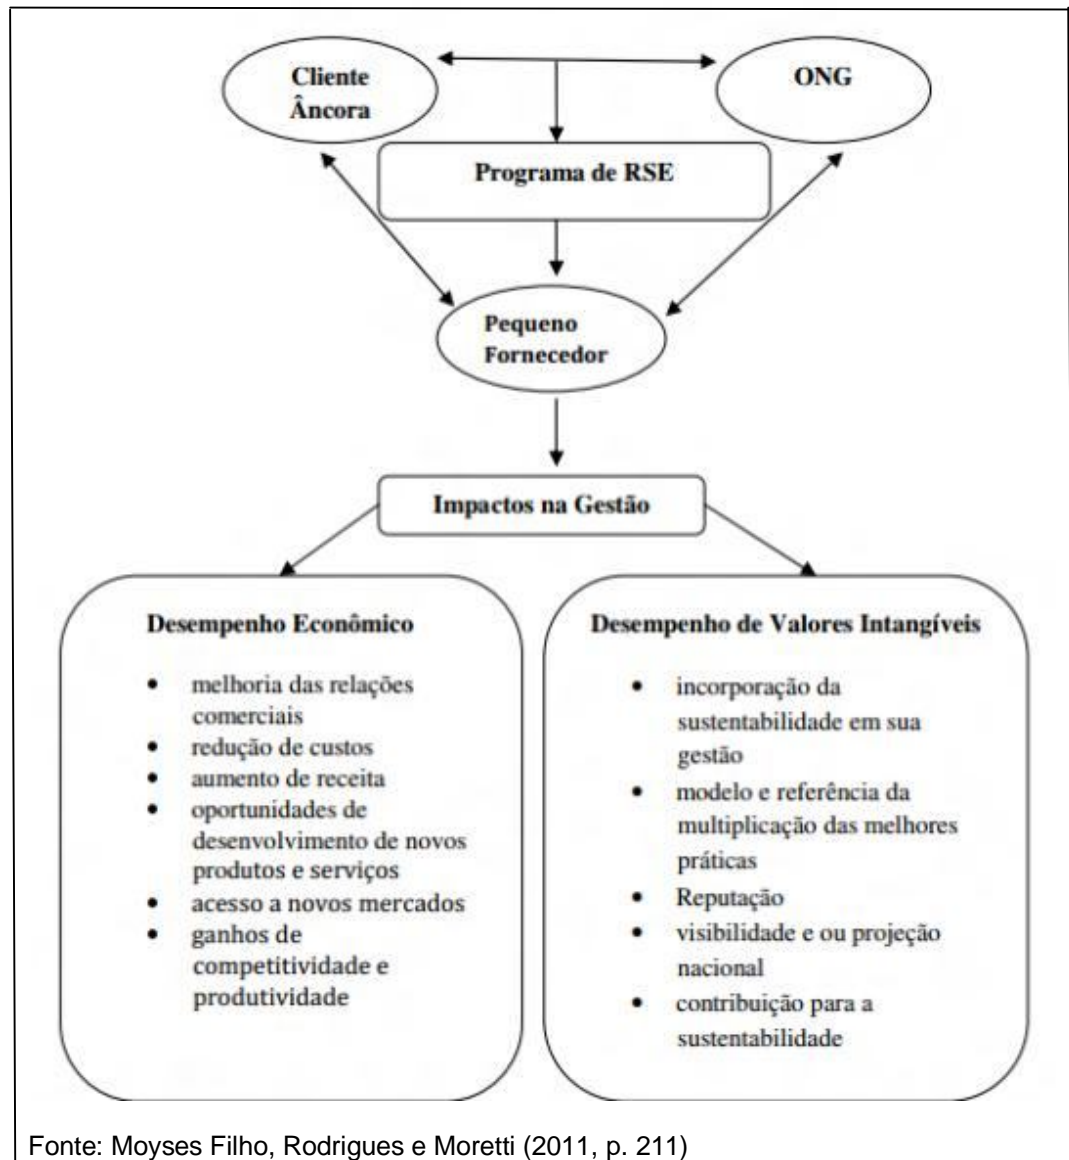 Cliente
Âncora
ONG
Programa de RSE
Pequeno
Fornecedor
Impactos na Gestão
Desempenho Econômico
• melhoria das relações
comerciais
• redução de custos
• aumento de receita
• oportunidades de
desenvolvimento de novos
produtos e serviços
• acesso a novos mercados
• ganhos de
competitividade e
produtividade
Desempenho de Valores Intangíveis
• incorporação da
sustentabilidade em sua
gestão
• modelo e referência da
multiplicação das melhores
práticas
• Reputação
• visibilidade e ou projeção
nacional
• contribuição para a
sustentabilidade
Fonte: Moyses Filho, Rodrigues e Moretti (2011, p. 211)